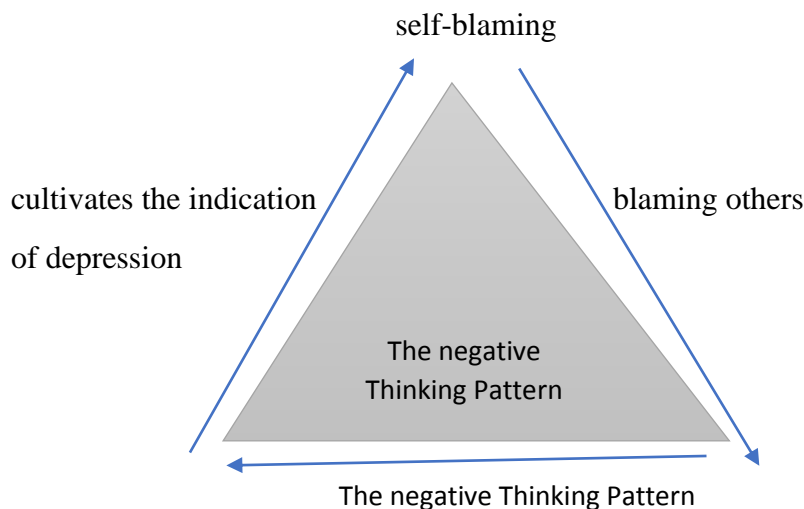 self-blaming
cultivates the indication
of depression
blaming others
The negative
Thinking Pattern
The negative Thinking Pattern